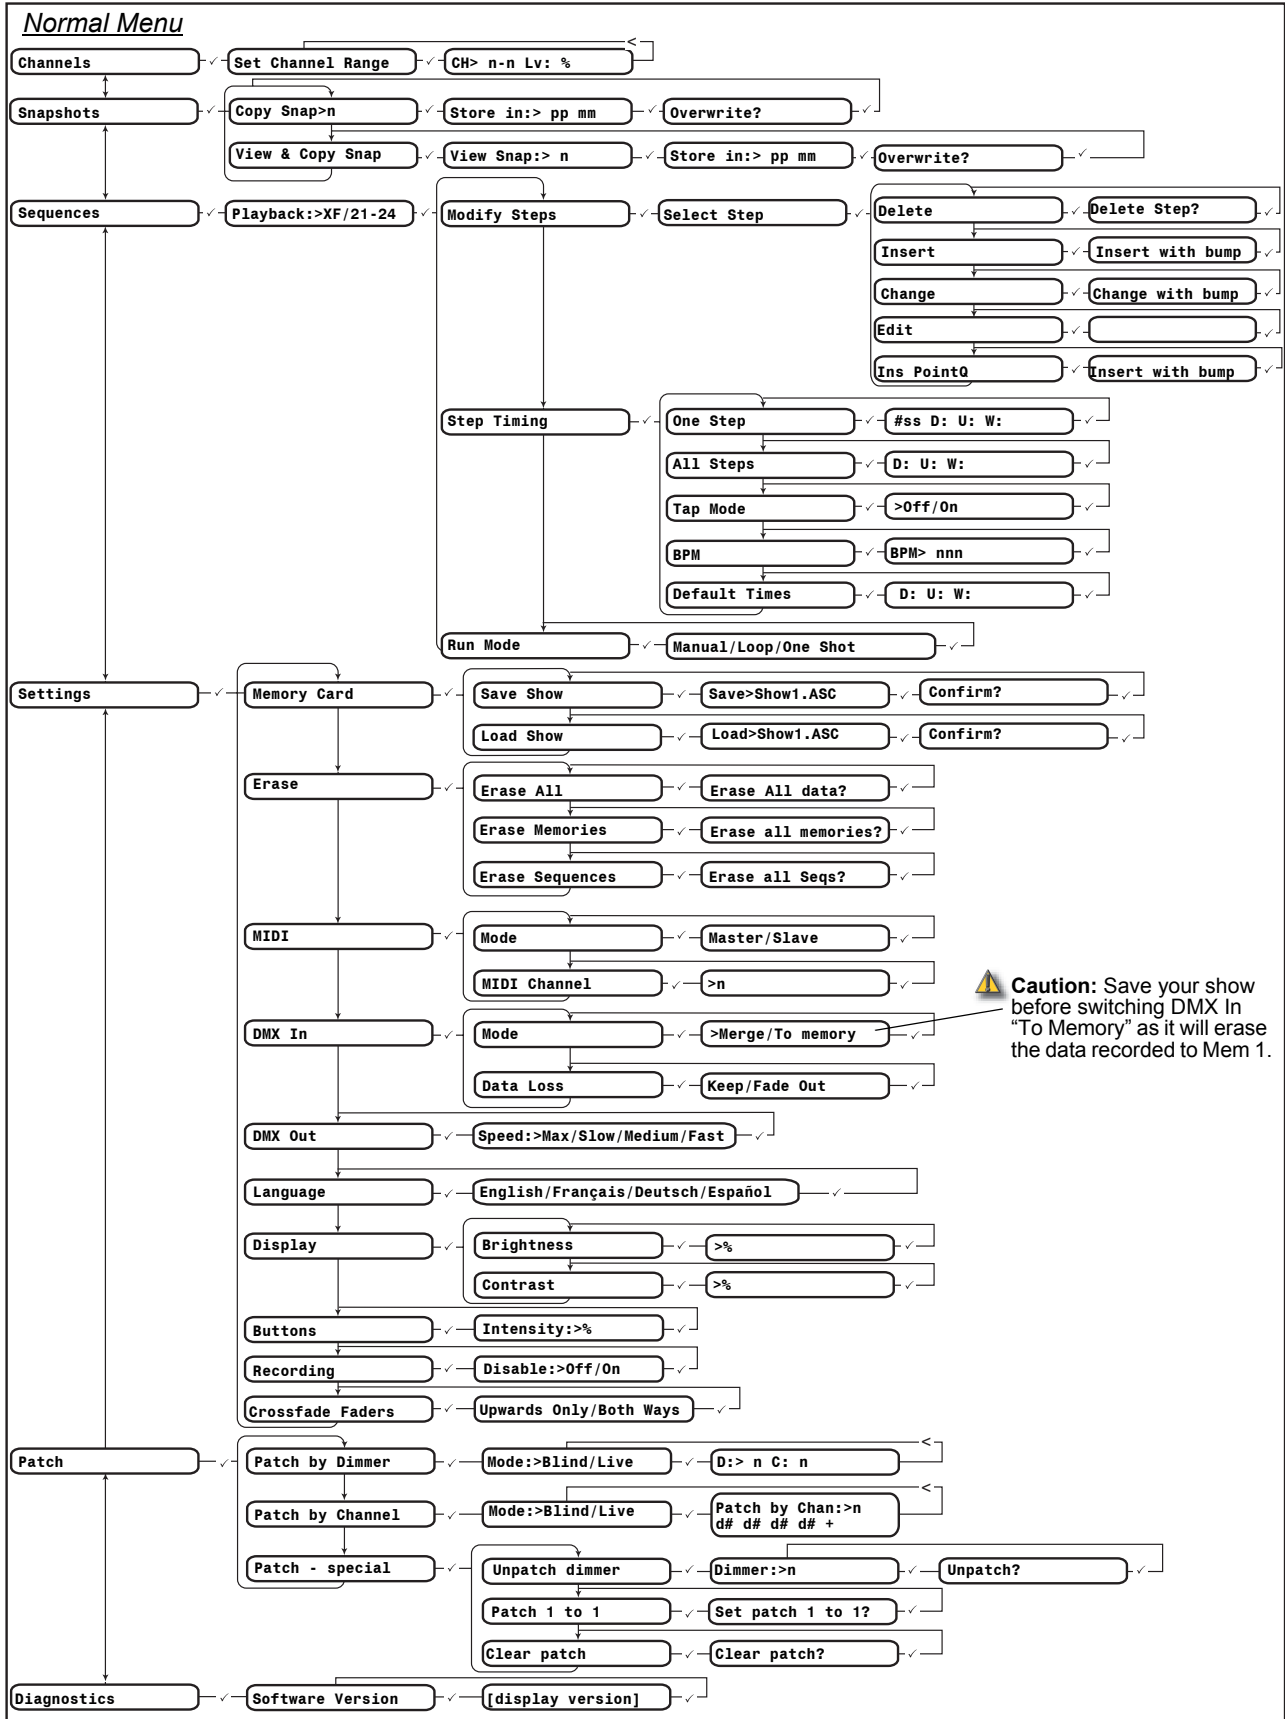 Normal Menu
Channels
Set Channel Range
CH> n-n Lv: %
<
Snapshots
Copy Snap>n
Store in:> pp mm
Overwrite?
View & Copy Snap
View Snap:> n
Store in:> pp mm
Overwrite?
Sequences
Playback:>XF/21-24
Modify Steps
Select Step
Delete
Delete Step?
Insert
Insert with bump
Change
Change with bump
Edit
Ins PointQ
Insert with bump
Step Timing
One Step
#ss D: U: W:
All Steps
D: U: W:
Tap Mode
>Off/On
BPM
BPM> nnn
Default Times
D: U: W:
Run Mode
Manual/Loop/One Shot
Settings
Memory Card
Save Show
Save>Show1.ASC
Confirm?
Load Show
Load>Show1.ASC
Confirm?
Erase
Erase All
Erase All data?
Erase Memories
Erase all memories?
Erase Sequences
Erase all Seqs?
MIDI
Mode
Master/Slave
MIDI Channel
>n
DMX In
Mode
>Merge/To memory
Caution: Save your show
before switching DMX In
“To Memory” as it will erase
the data recorded to Mem 1.
Data Loss
Keep/Fade Out
DMX Out
Speed:>Max/Slow/Medium/Fast
Language
English/Français/Deutsch/Español
Display
Brightness
>%
Contrast
>%
Buttons
Intensity:>%
Recording
Disable:>Off/On
Crossfade Faders
Upwards Only/Both Ways
Patch
Patch by Dimmer
Mode:>Blind/Live
D:> n C: n
<
Patch by Channel
Mode:>Blind/Live
Patch by Chan:>n
d# d# d# d# +
<
Patch - special
Unpatch dimmer
Dimmer:>n
Unpatch?
Patch 1 to 1
Set patch 1 to 1?
Clear patch
Clear patch?
Diagnostics
Software Version
[display version]